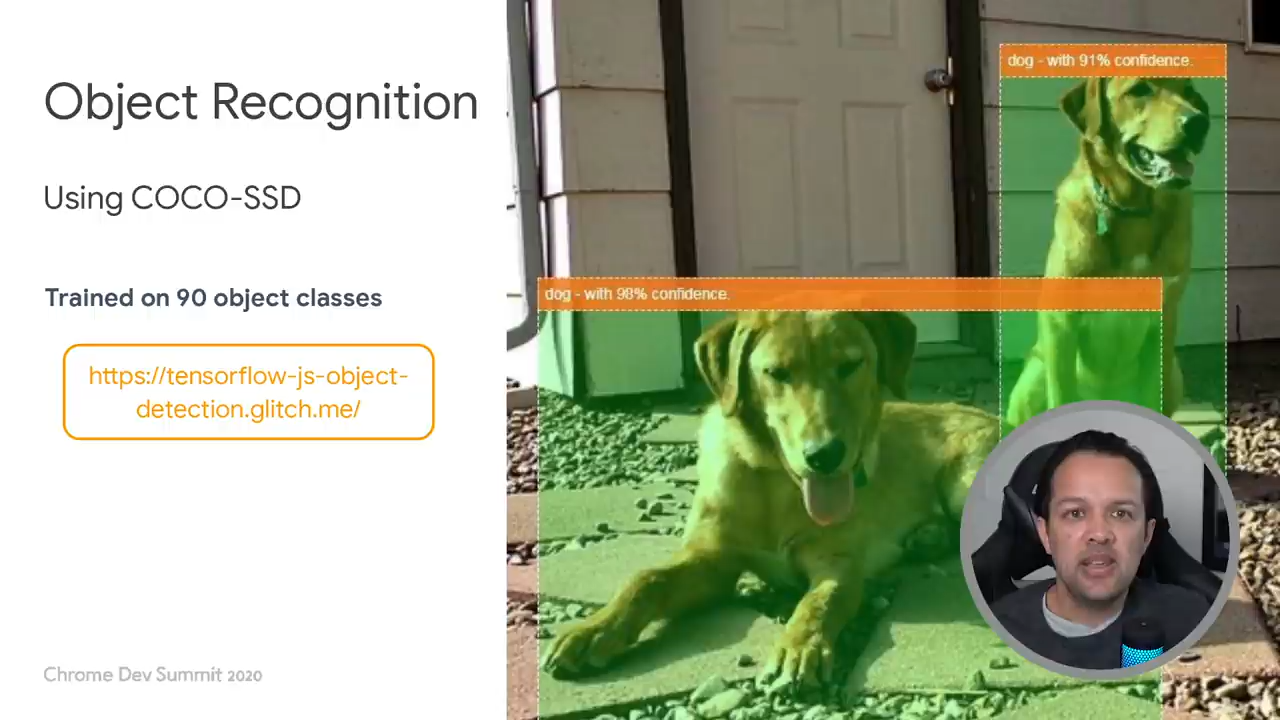 Object Recognition
Using COCO-SSD
Trained on 90 object classes
https://tensorflow-js-object-
detection.glitch.me/
Chrome Dev Summit 2020
dog - with 91% confidence.
dog - with 98% confidence.